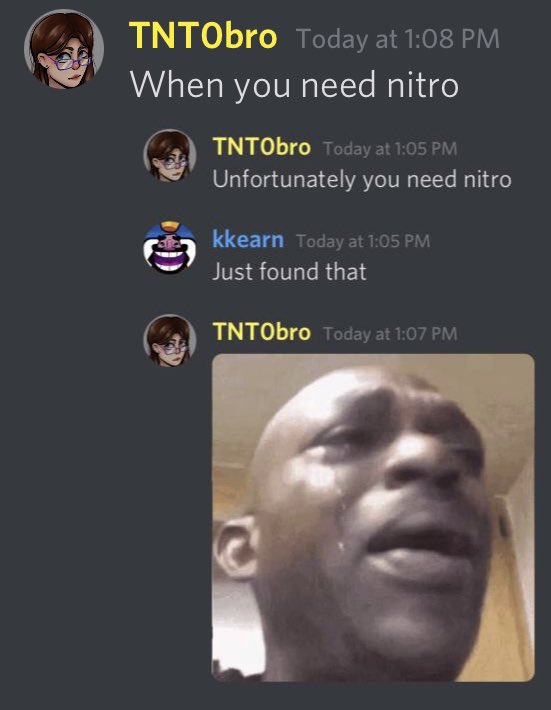 TNT0bro Today at 1:08 PM
When you need nitro
TNT0bro Today at 1:05 PM
Unfortunately you need nitro
kkearn Today at 1:05 PM
Just found that
TNT0bro Today at 1:07 PM